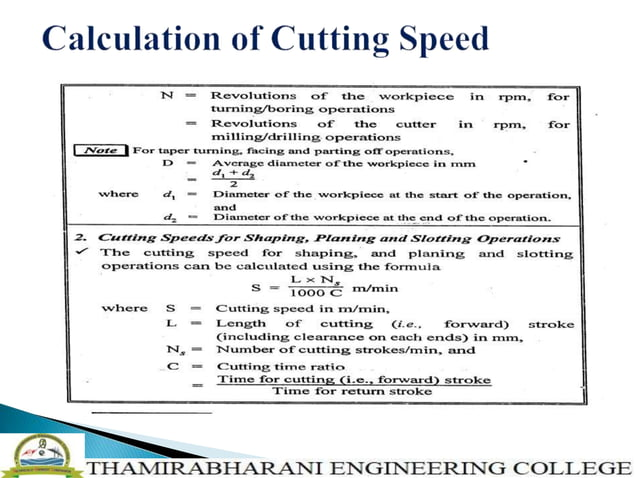 Calculation of Cutting Speed
N = Revolutions of the workpiece in rpm, for
turning/boring operations
= Revolutions of the cutter in rpm, for
milling/drilling operations
Note For taper turning, facing and parting off operations,
D = Average diameter of the workpiece in mm
= d₁ + d₂
2
where d₁ = Diameter of the workpiece at the start of the operation,
and
d₂ = Diameter of the workpiece at the end of the operation.
2. Cutting Speeds for Shaping, Planing and Slotting Operations
✓ The cutting speed for shaping, and planing and slotting
operations can be calculated using the formula
S = L × Nₛ / 1000 C m/min
where S = Cutting speed in m/min,
L = Length of cutting (i.e., forward) stroke
(including clearance on each ends) in mm,
Nₛ = Number of cutting strokes/min, and
C = Cutting time ratio
= Time for cutting (i.e., forward) stroke
Time for return stroke
THAMIRABHARANI ENGINEERING COLLEGE